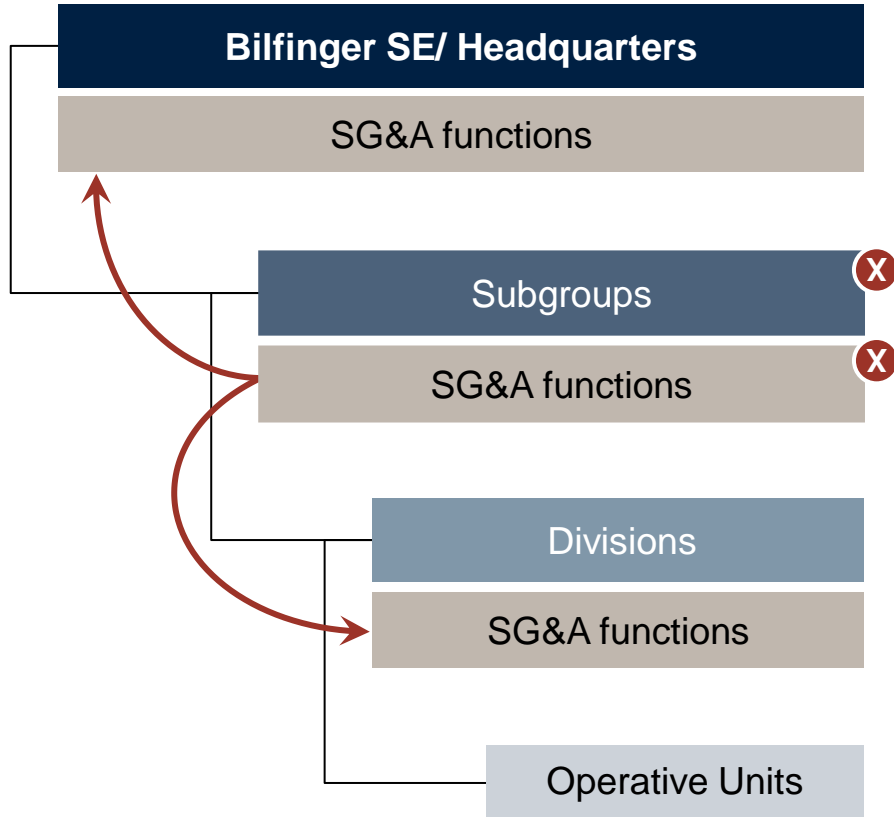 Bilfinger SE/ Headquarters
SG&A functions
Subgroups
X
SG&A functions
X
Divisions
SG&A functions
Operative Units